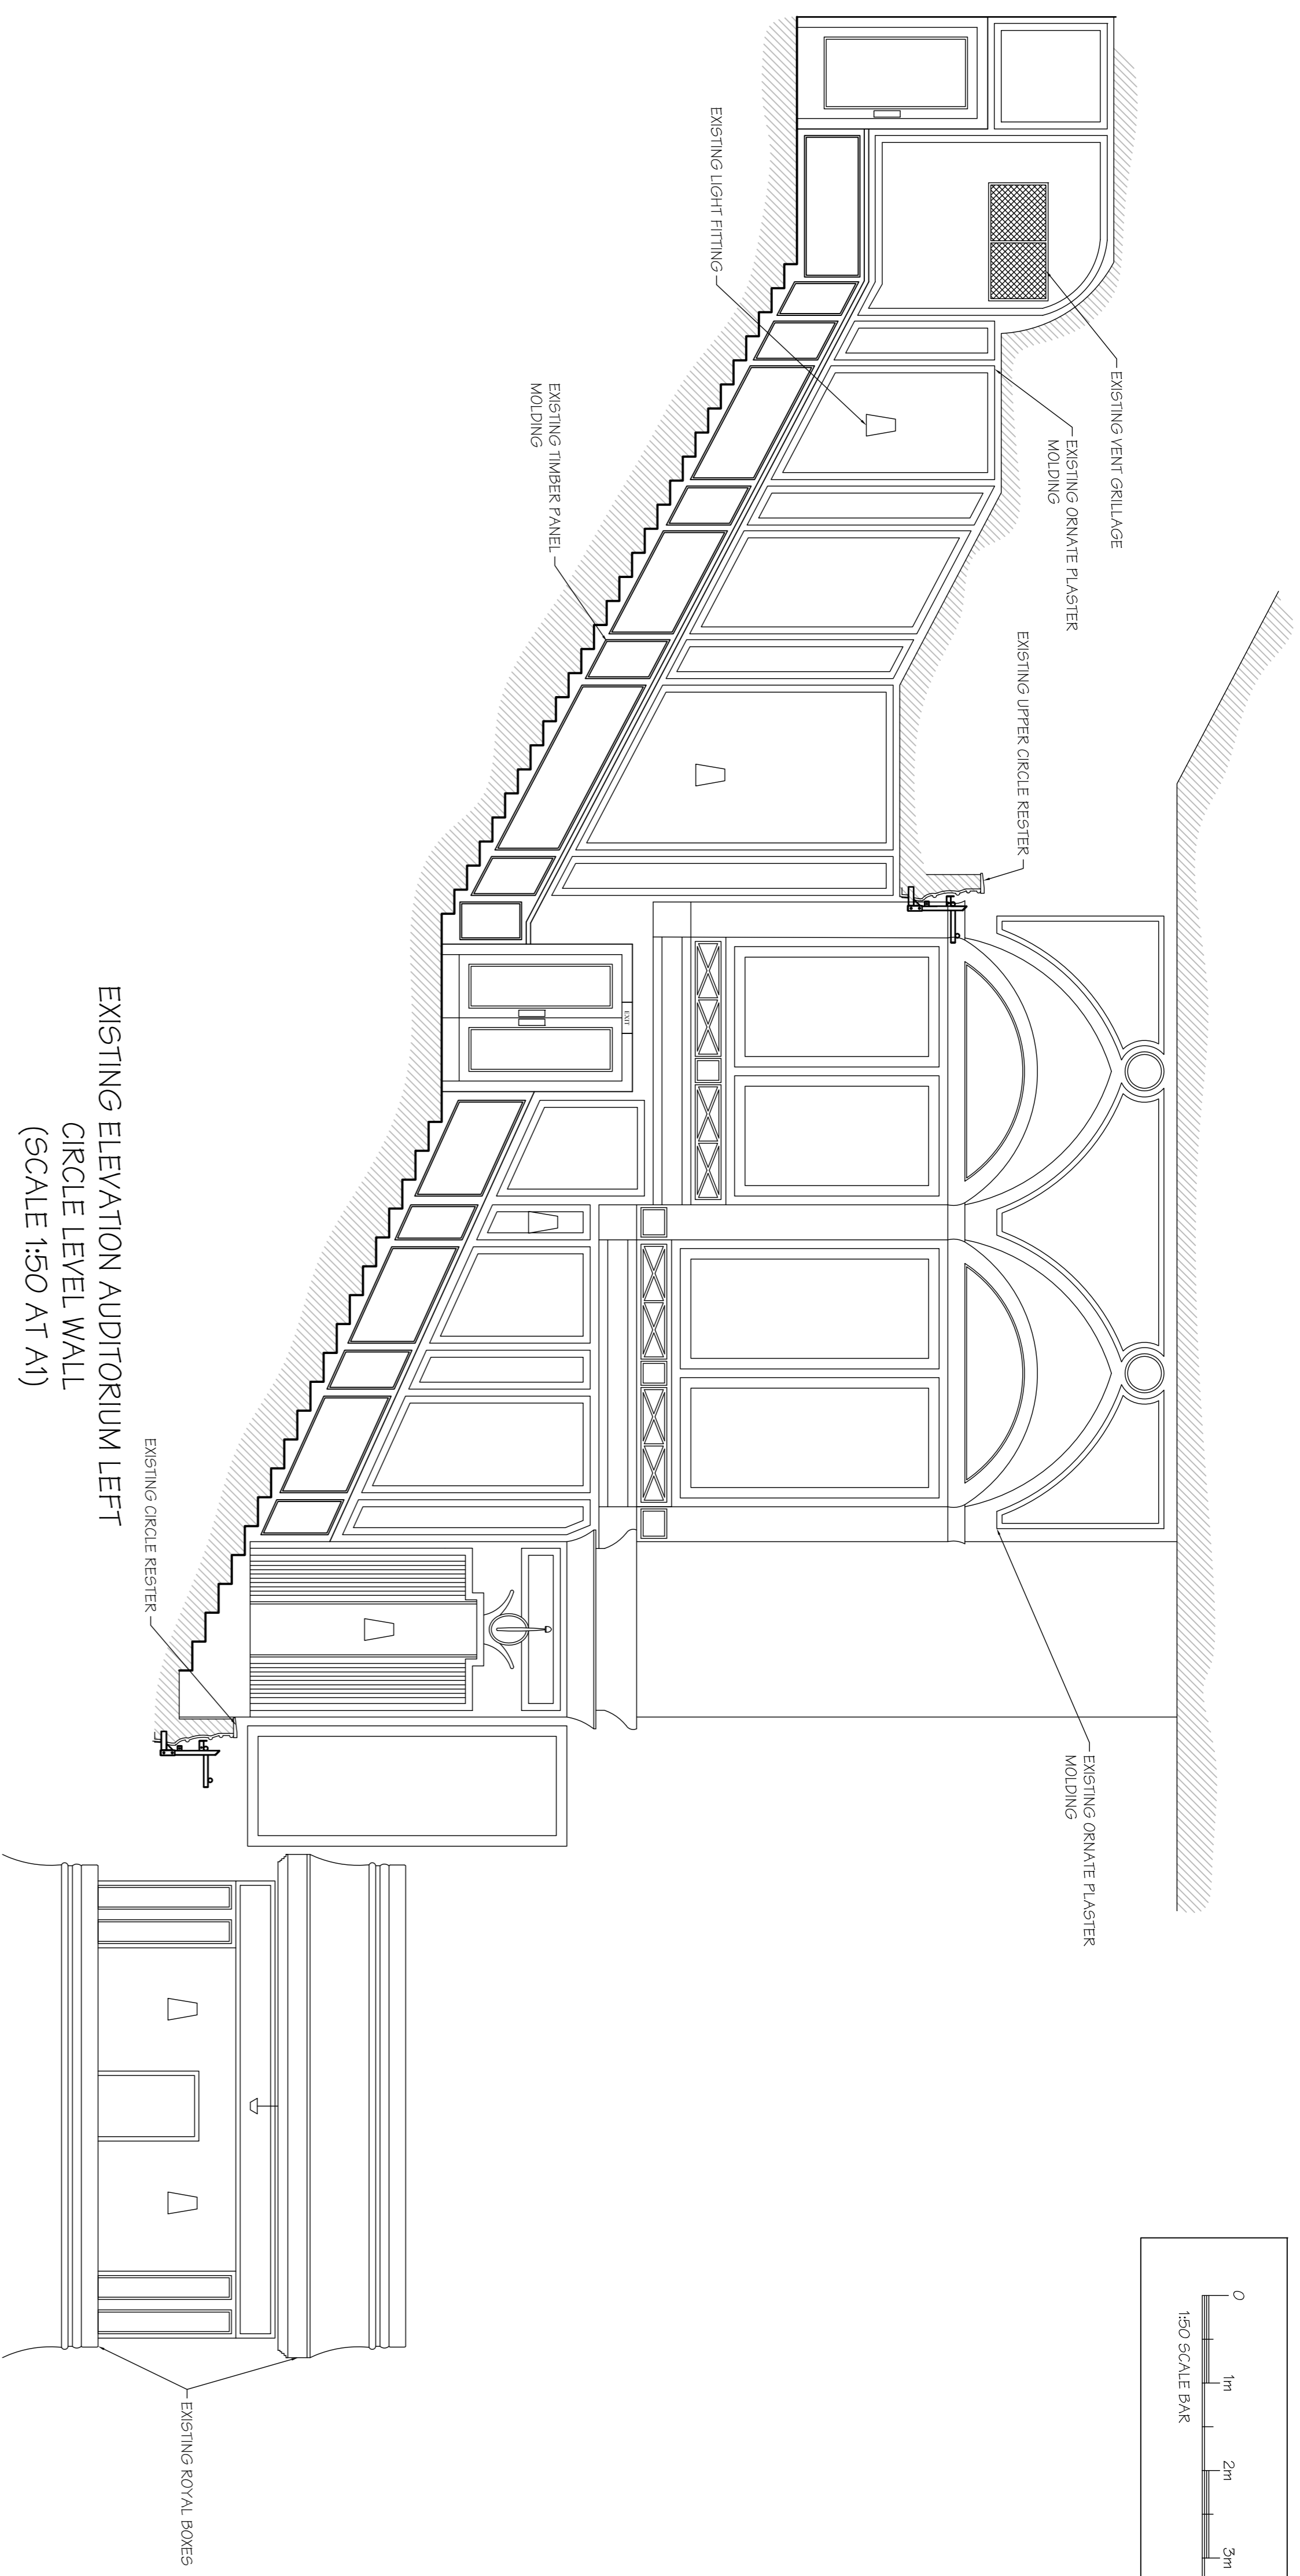 EXISTING VENT GRILLAGE
EXISTING ORNATE PLASTER
MOLDING
EXISTING UPPER CIRCLE RESTER
EXISTING LIGHT FITTING
EXISTING TIMBER PANEL
MOLDING
EXIT
EXISTING ORNATE PLASTER
MOLDING
EXISTING CIRCLE RESTER
EXISTING ROYAL BOXES
EXISTING ELEVATION AUDITORIUM LEFT
CIRCLE LEVEL WALL
(SCALE 1:50 AT A1)
0 1m 2m 3m
1:50 SCALE BAR